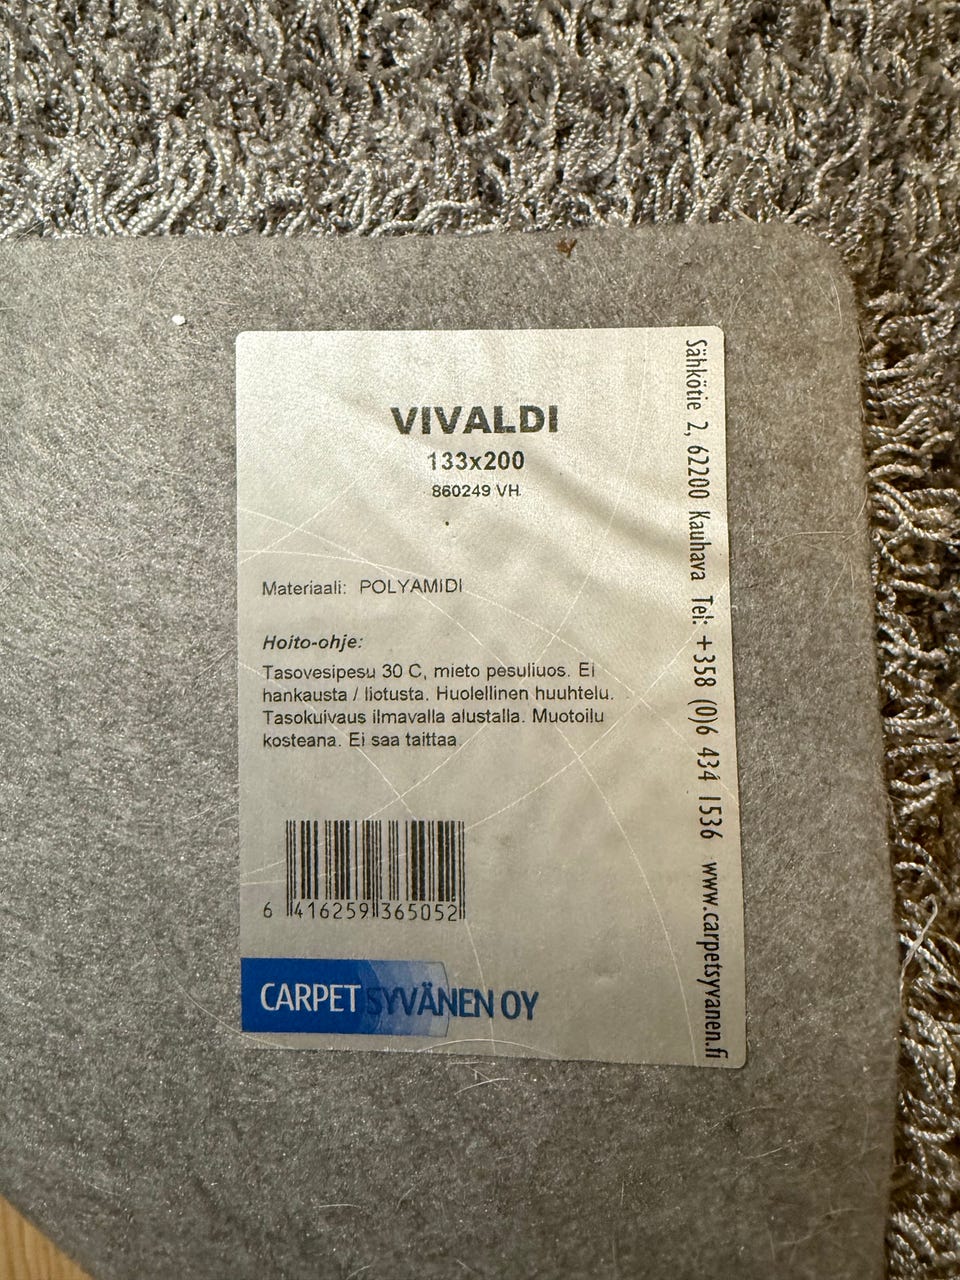 VIVALDI
133x200
860249 VH
Materiaali: POLYAMIDI
Hoito-ohje:
Tasovesipesu 30 C, mieto pesuliuos. Ei
hankausta / liotusta. Huolellinen huuhtelu.
Tasokuivaus ilmavalla alustalla. Muotoilu
kosteana. Ei saa taittaa
6 416259 365052
CARPET SYVÄNEN OY
Sähkötie 2, 62200 Kauhava Tel: +358 (0)6 434 1536 www.carpetsyvanen.fi